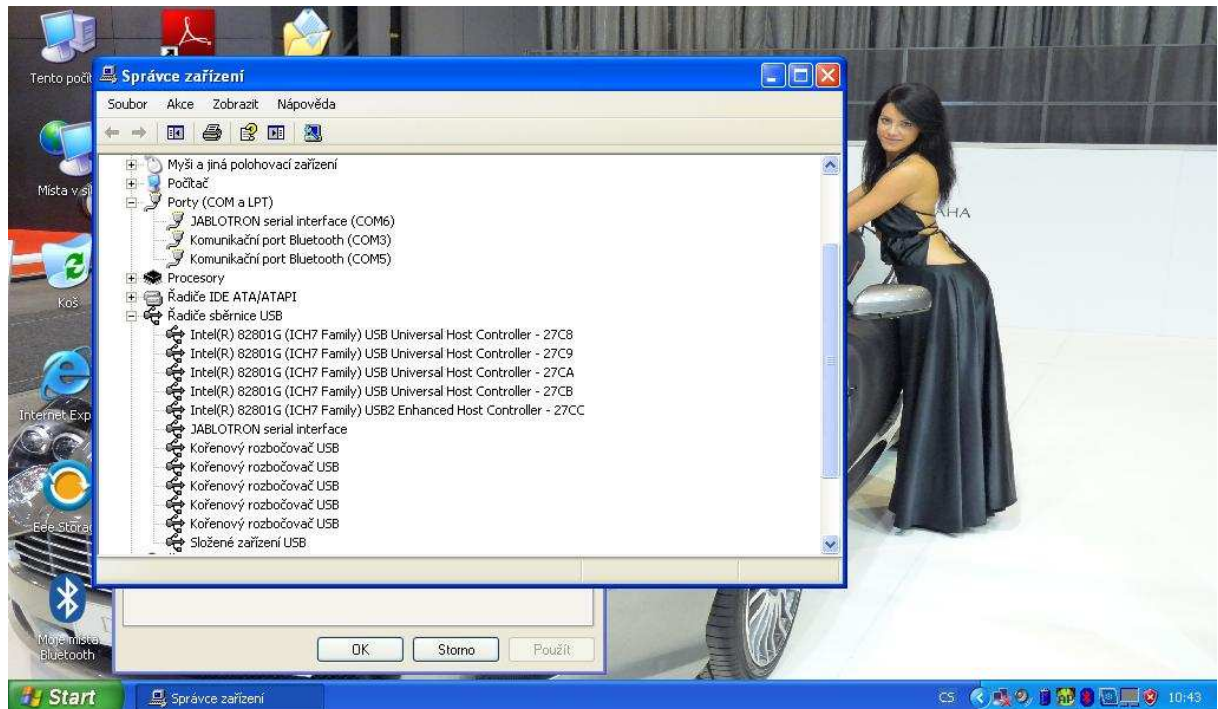 Tento počít
Správce zařízení
Soubor Akce Zobrazit Nápověda
Myši a jiná polohovací zařízení
Počítač
Místa v sí
Porty (COM a LPT)
JABLOTRON serial interface (COM6)
Komunikační port Bluetooth (COM3)
Komunikační port Bluetooth (COM5)
Procesory
Řadiče IDE ATA/ATAPI
Koš
Řadiče sběrnice USB
Intel(R) 82801G (ICH7 Family) USB Universal Host Controller - 27C8
Intel(R) 82801G (ICH7 Family) USB Universal Host Controller - 27C9
Intel(R) 82801G (ICH7 Family) USB Universal Host Controller - 27CA
Intel(R) 82801G (ICH7 Family) USB Universal Host Controller - 27CB
Intel(R) 82801G (ICH7 Family) USB2 Enhanced Host Controller - 27CC
Internet Exp
JABLOTRON serial interface
Kořenový rozbočovač USB
Kořenový rozbočovač USB
Kořenový rozbočovač USB
Kořenový rozbočovač USB
Kořenový rozbočovač USB
Eee Storag
Složené zařízení USB
AHA
Moje místa
Bluetooth
OK Storno Použít
Start Správce zařízení CS AP 10:43